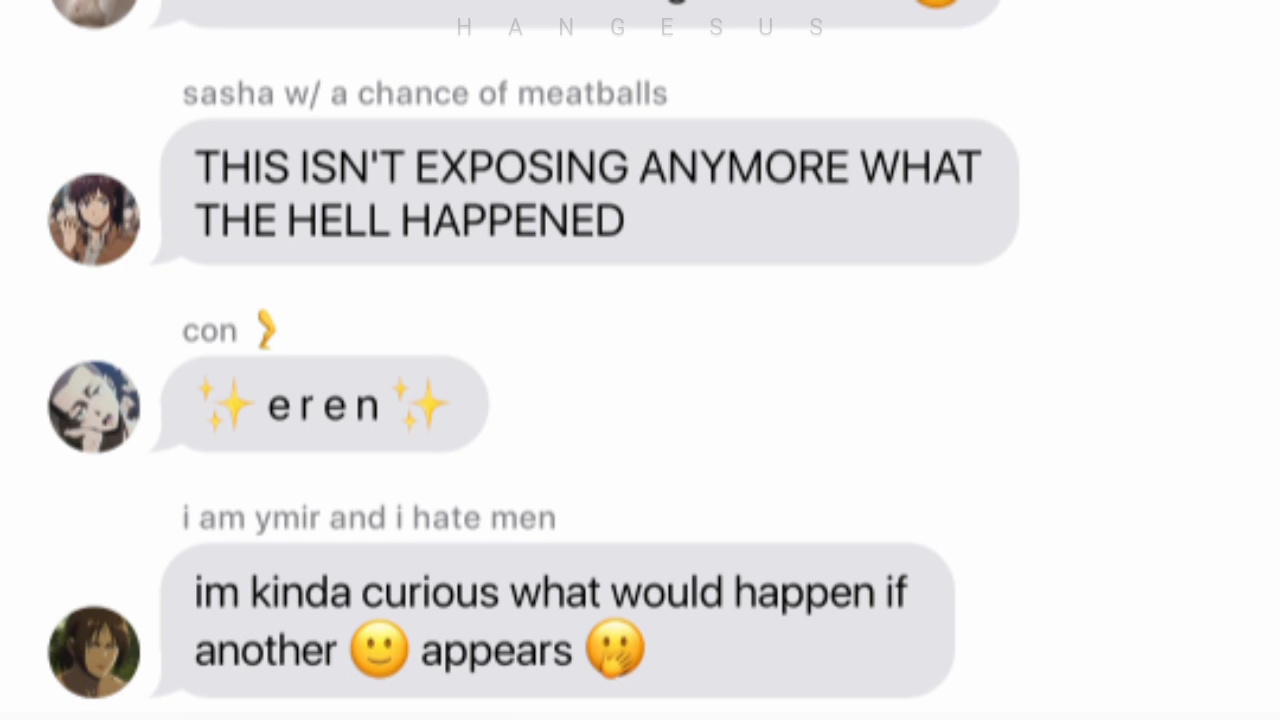 H A N G E S U S
sasha w/ a chance of meatballs
THIS ISN'T EXPOSING ANYMORE WHAT
THE HELL HAPPENED
con
✨ e r e n ✨
i am ymir and i hate men
im kinda curious what would happen if
another 🙂 appears 🫢